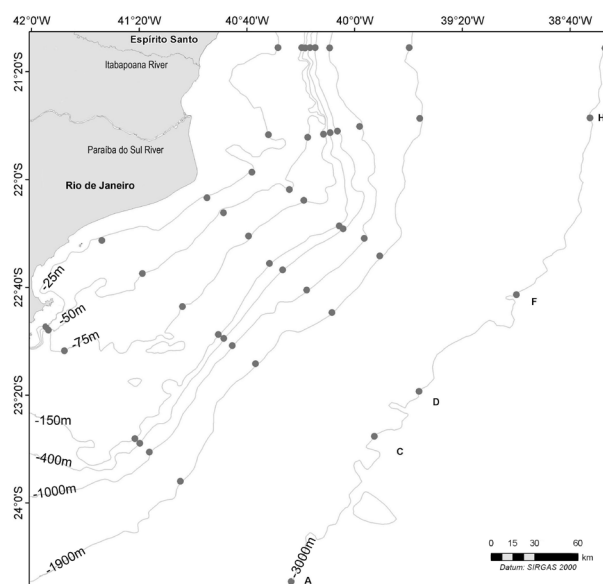 42°0'0"W 41°20'W 40°40'W 40°0'W 39°20'W 38°40'W
21°20'S
22°0'S
22°40'S
23°20'S
24°0'S
Espírito Santo
Itabapoana River
Paraíba do Sul River
Rio de Janeiro
H
-25m
-50m
-75m
F
D
-150m
C
-400m
-1000m
-1900m
-3000m
A
0 15 30 60
km
Datum: SIRGAS 2000